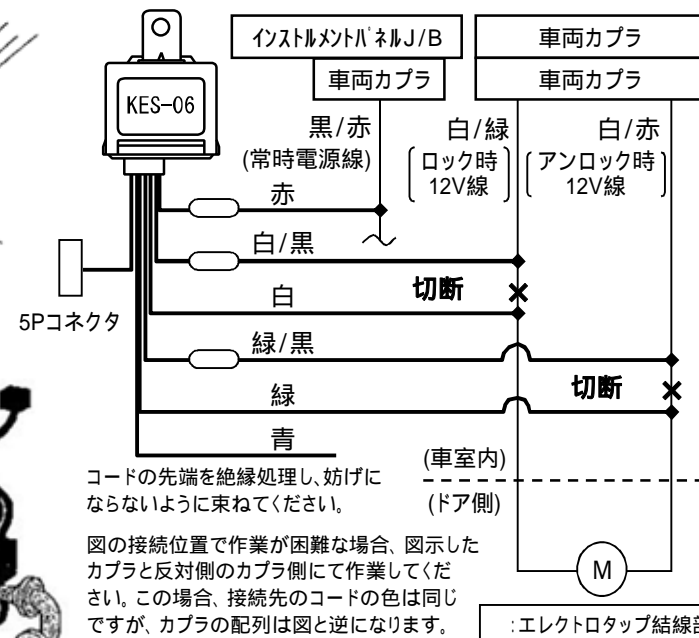 インストルメントパネルJ/B
車両カプラ
車両カプラ
車両カプラ
KES-06
黒/赤
(常時電源線)
白/緑
ロック時
12V線
白/赤
アンロック時
12V線
赤
白/黒
切断
白
5Pコネクタ
緑/黒
切断
緑
青
(車室内)
(ドア側)
コードの先端を絶縁処理し、妨げに
ならないように束ねてください。
図の接続位置で作業が困難な場合、図示した
カプラと反対側のカプラ側にて作業してくだ
さい。この場合、接続先のコードの色は同じ
ですが、カプラの配列は図と逆になります。
M
:エレクトロタップ結線